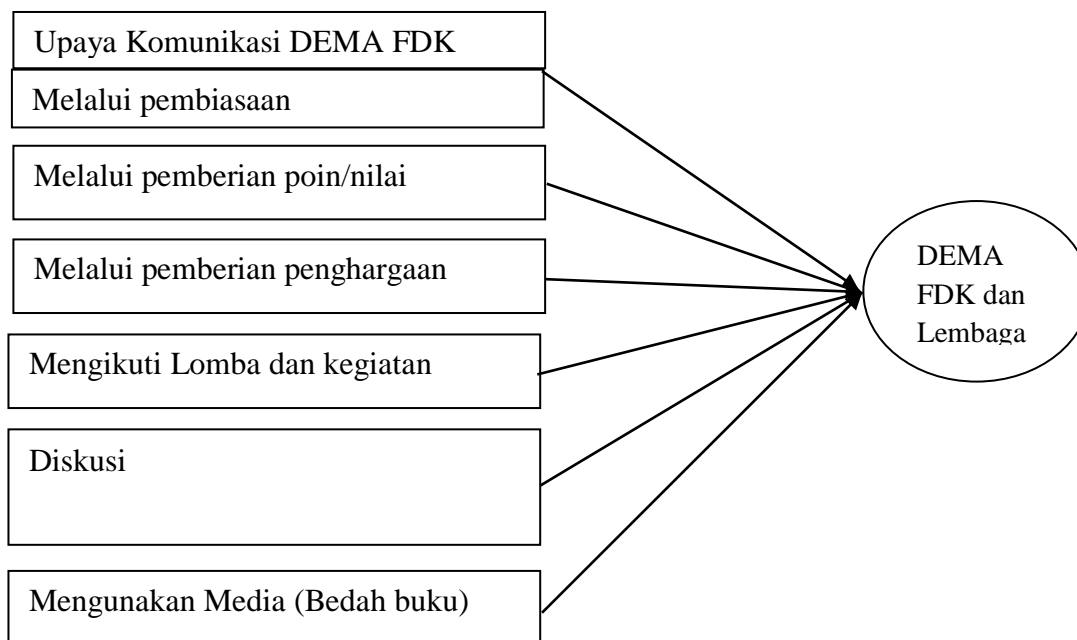 Upaya Komunikasi DEMA FDK
Melalui pembiasaan
Melalui pemberian poin/nilai
Melalui pemberian penghargaan
Mengikuti Lomba dan kegiatan
Diskusi
Mengunakan Media (Bedah buku)
DEMA
FDK dan
Lembaga